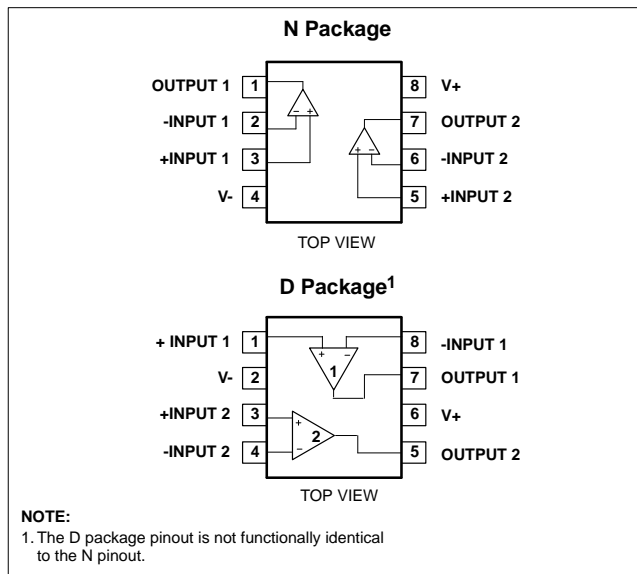 N Package
OUTPUT 1 1 8 V+
-INPUT 1 2 7 OUTPUT 2
+INPUT 1 3 6 -INPUT 2
V- 4 5 +INPUT 2
- +
+ -
TOP VIEW
D Package1
+ INPUT 1 1 8 -INPUT 1
+ -
1
V- 2 7 OUTPUT 1
+INPUT 2 3 6 V+
+
2
-
-INPUT 2 4 5 OUTPUT 2
TOP VIEW
NOTE:
1. The D package pinout is not functionally identical
to the N pinout.